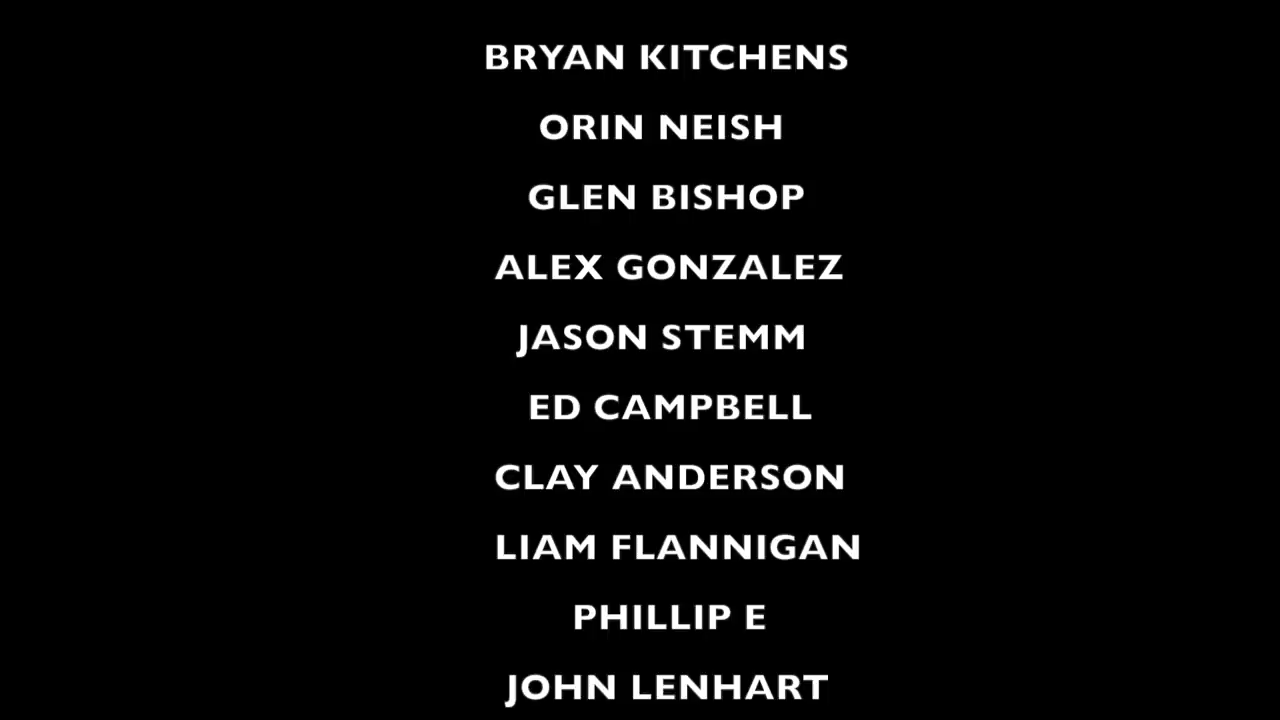 BRYAN KITCHENS
ORIN NEISH
GLEN BISHOP
ALEX GONZALEZ
JASON STEMM
ED CAMPBELL
CLAY ANDERSON
LIAM FLANNIGAN
PHILLIP E
JOHN LENHART